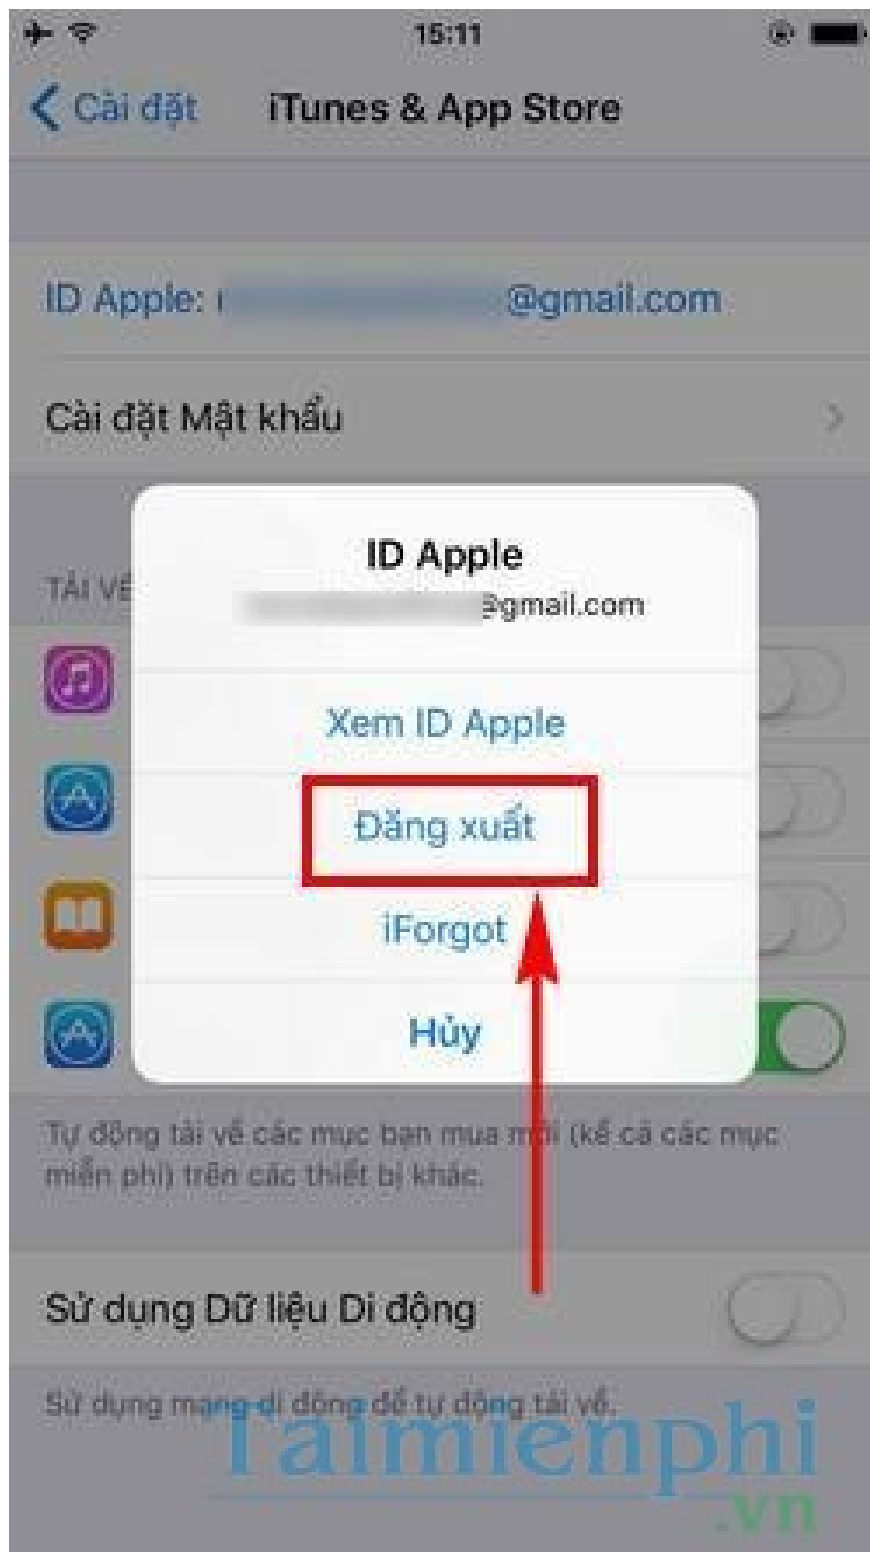 15:11
Cài đặt
iTunes & App Store
ID Apple: @gmail.com
Cài đặt Mật khẩu
TẢI VỀ
ID Apple
@gmail.com
Xem ID Apple
Đăng xuất
iForgot
Hủy
Tự động tải về các mục bạn mua mới (kể cả các mục
miễn phí) trên các thiết bị khác.
Sử dụng Dữ liệu Di động
Sử dụng mạng di động để tự động tải về.
Taimienphi
.vn